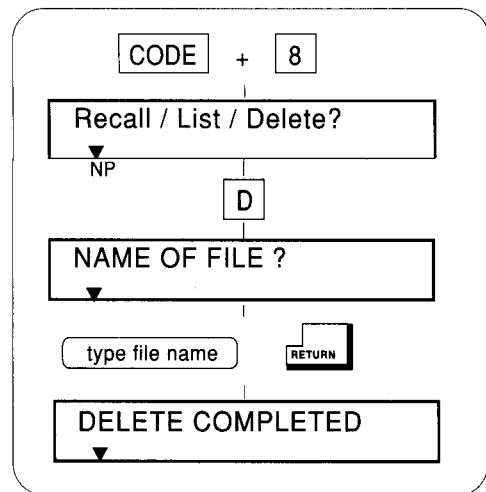 CODE + 8
Recall / List / Delete?
NP
D
NAME OF FILE ?
type file name RETURN
DELETE COMPLETED